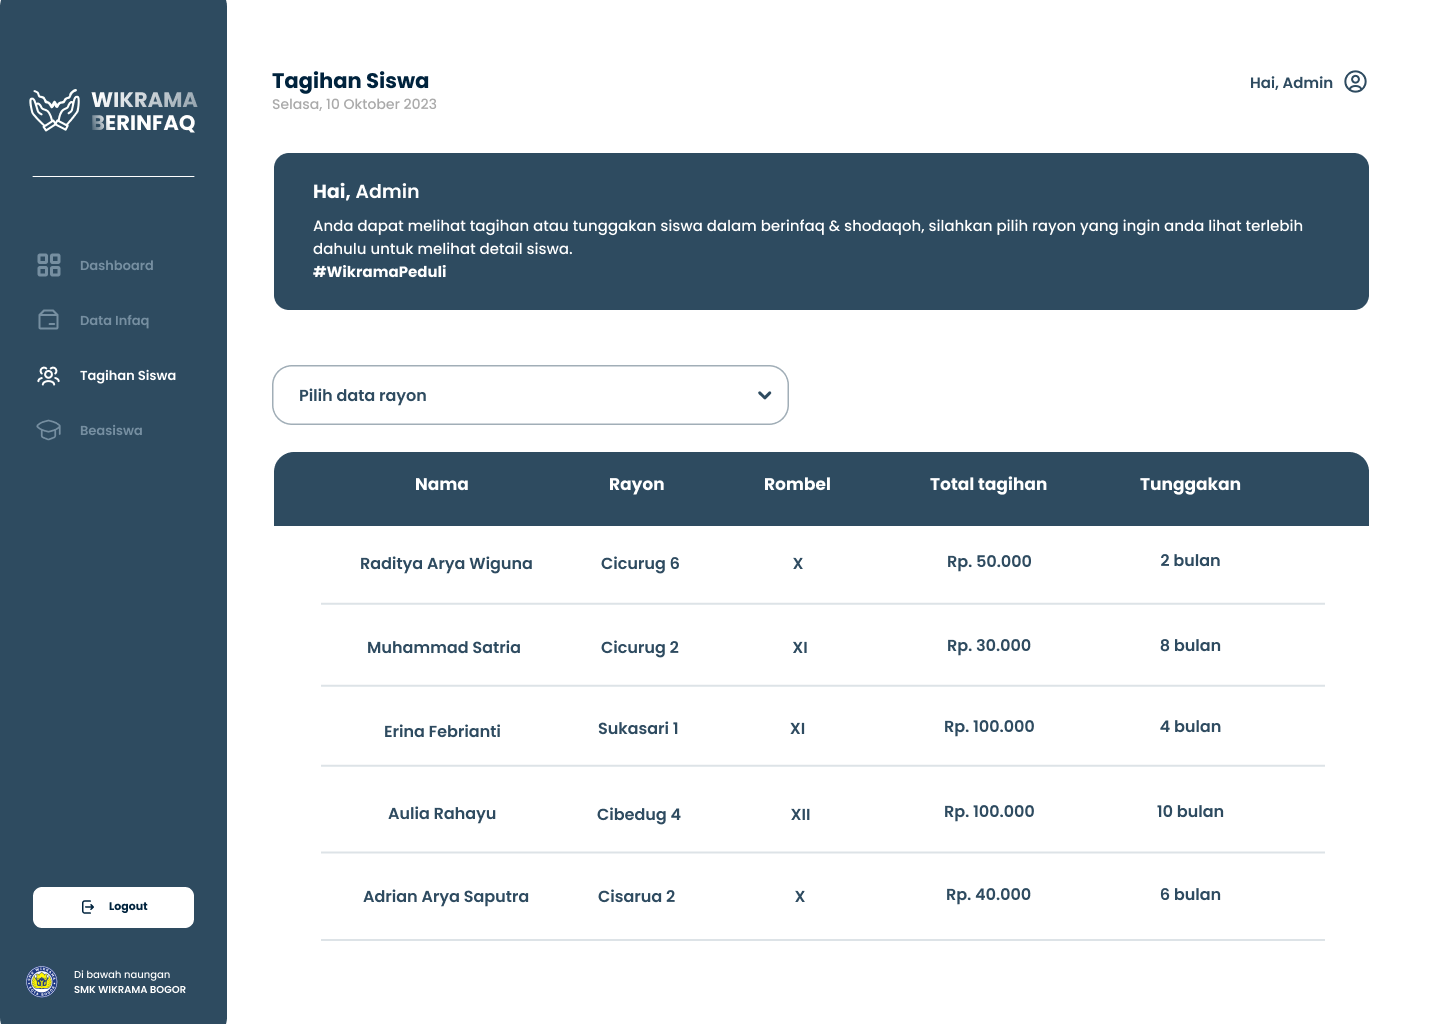 WIKRAMA
BERINFAQ
Dashboard
Data Infaq
Tagihan Siswa
Beasiswa
Logout
Di bawah naungan
SMK WIKRAMA BOGOR
Tagihan Siswa
Selasa, 10 Oktober 2023
Hai, Admin
Hai, Admin
Anda dapat melihat tagihan atau tunggakan siswa dalam berinfaq & shodaqoh, silahkan pilih rayon yang ingin anda lihat terlebih
dahulu untuk melihat detail siswa.
#WikramaPeduli
Pilih data rayon
Nama Rayon Rombel Total tagihan Tunggakan
Raditya Arya Wiguna Cicurug 6 X Rp. 50.000 2 bulan
Muhammad Satria Cicurug 2 XI Rp. 30.000 8 bulan
Erina Febrianti Sukasari 1 XI Rp. 100.000 4 bulan
Aulia Rahayu Cibedug 4 XII Rp. 100.000 10 bulan
Adrian Arya Saputra Cisarua 2 X Rp. 40.000 6 bulan